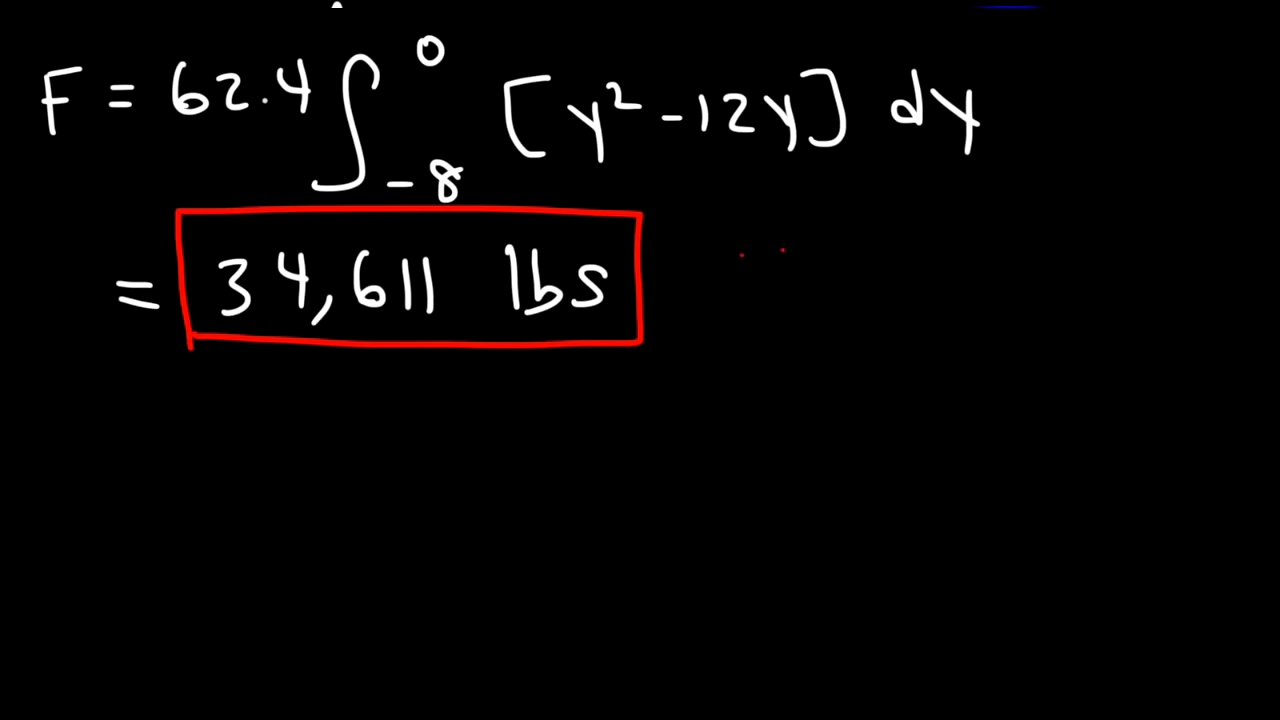 F = 62.4 ∫_{-8}^{0} [y² - 12y] dy
= 34,611 lbs